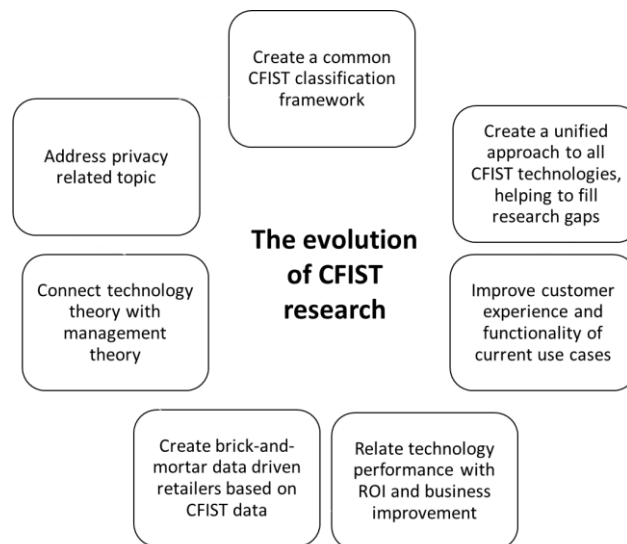 Create a common
CFIST classification
framework
Create a unified
approach to all
CFIST technologies,
helping to fill
research gaps
Improve customer
experience and
functionality of
current use cases
Relate technology
performance with
ROI and business
improvement
Create brick-and-
mortar data driven
retailers based on
CFIST data
Connect technology
theory with
management
theory
Address privacy
related topic
The evolution
of CFIST
research